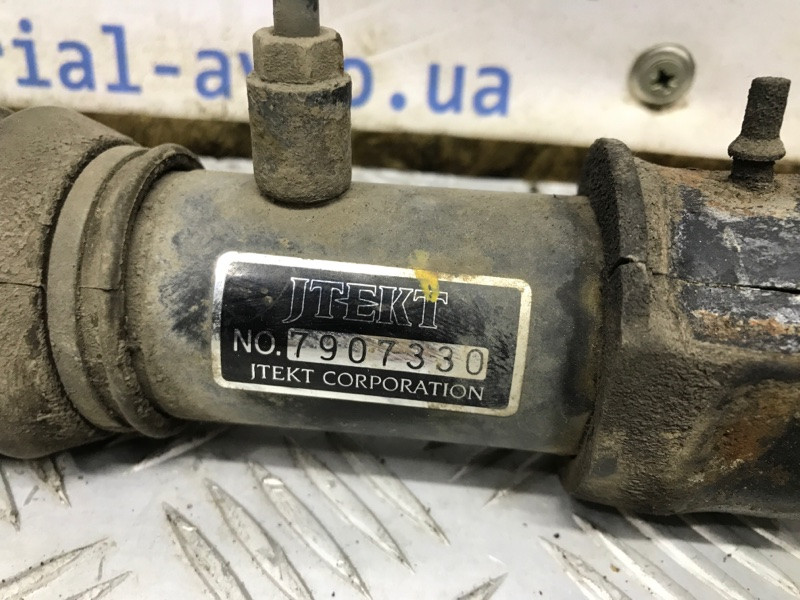 rial-avto.ua
JTEKT
NO. 7907330
JTEKT CORPORATION